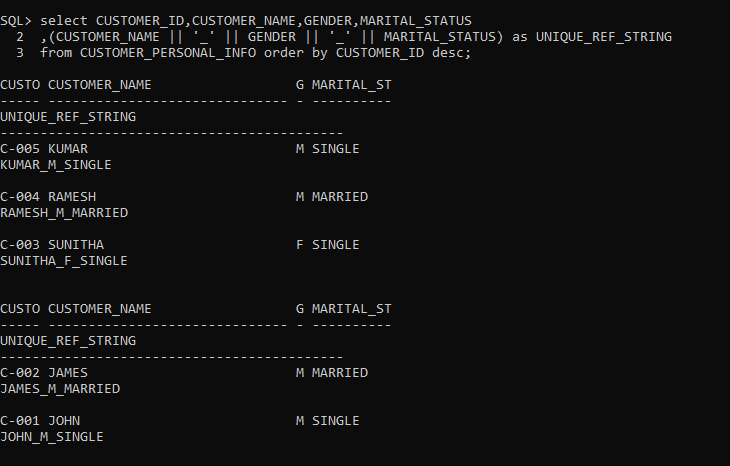 SQL> select CUSTOMER_ID,CUSTOMER_NAME,GENDER,MARITAL_STATUS
  2  ,(CUSTOMER_NAME || '_' || GENDER || '_' || MARITAL_STATUS) as UNIQUE_REF_STRING
  3  from CUSTOMER_PERSONAL_INFO order by CUSTOMER_ID desc;

CUSTO CUSTOMER_NAME                  G MARITAL_ST
----- ------------------------------ - ----------
UNIQUE_REF_STRING
-------------------------------------------
C-005 KUMAR                          M SINGLE
KUMAR_M_SINGLE

C-004 RAMESH                         M MARRIED
RAMESH_M_MARRIED

C-003 SUNITHA                        F SINGLE
SUNITHA_F_SINGLE


CUSTO CUSTOMER_NAME                  G MARITAL_ST
----- ------------------------------ - ----------
UNIQUE_REF_STRING
-------------------------------------------
C-002 JAMES                          M MARRIED
JAMES_M_MARRIED

C-001 JOHN                           M SINGLE
JOHN_M_SINGLE